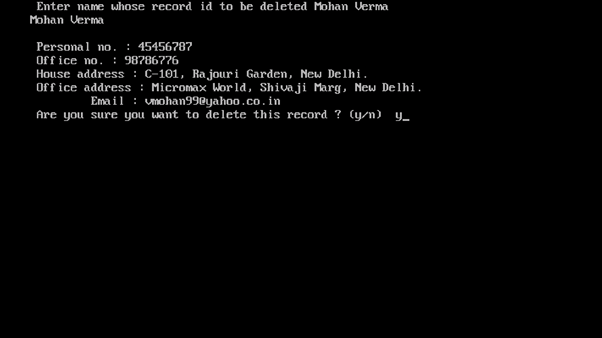 Enter name whose record id to be deleted Mohan Verma
Mohan Verma
Personal no. : 45456787
Office no. : 98786776
House address : C-101, Rajouri Garden, New Delhi.
Office address : Micromax World, Shivaji Marg, New Delhi.
Email : vmohan99@yahoo.co.in
Are you sure you want to delete this record ? (y/n)  y_